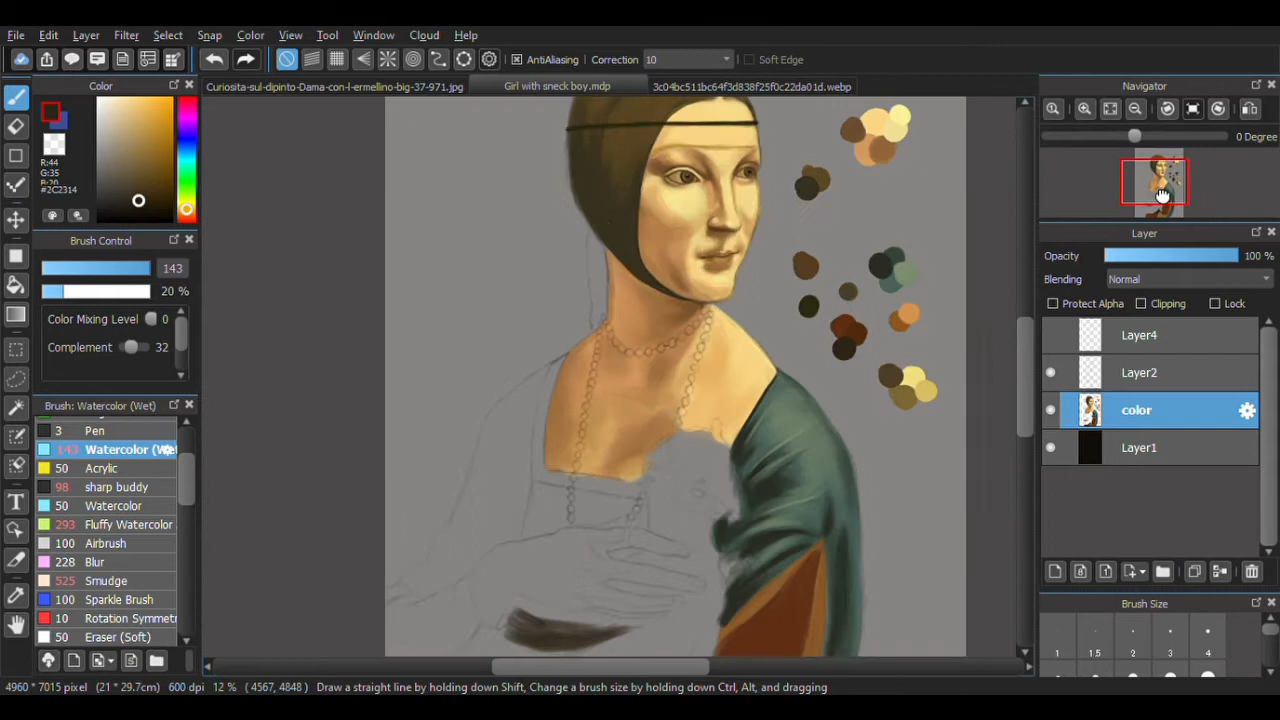 File Edit Layer Filter Select Snap Color View Tool Window Cloud Help
AntiAliasing Correction 10 Soft Edge
Color
Curiosita-sul-dipinto-Dama-con-l-ermellino-big-37-971.jpg Girl with sneck boy.mdp 3c04bc511bc64f3d838f25f0c22da01d.webp
Navigator
R:44
G:35
B:20
#2C2314
0 Degree
Brush Control
143
20 %
Color Mixing Level 0
Complement 32
Layer
Opacity 100 %
Blending Normal
Protect Alpha Clipping Lock
Layer4
Layer2
color
Layer1
Brush: Watercolor (Wet)
3 Pen
143 Watercolor (Wet
50 Acrylic
98 sharp buddy
50 Watercolor
293 Fluffy Watercolor
100 Airbrush
228 Blur
525 Smudge
100 Sparkle Brush
10 Rotation Symmetr
50 Eraser (Soft)
Brush Size
1 1.5 2 3 4
4960 * 7015 pixel (21 * 29.7cm) 600 dpi 12 % ( 4567, 4848 ) Draw a straight line by holding down Shift, Change a brush size by holding down Ctrl, Alt, and dragging